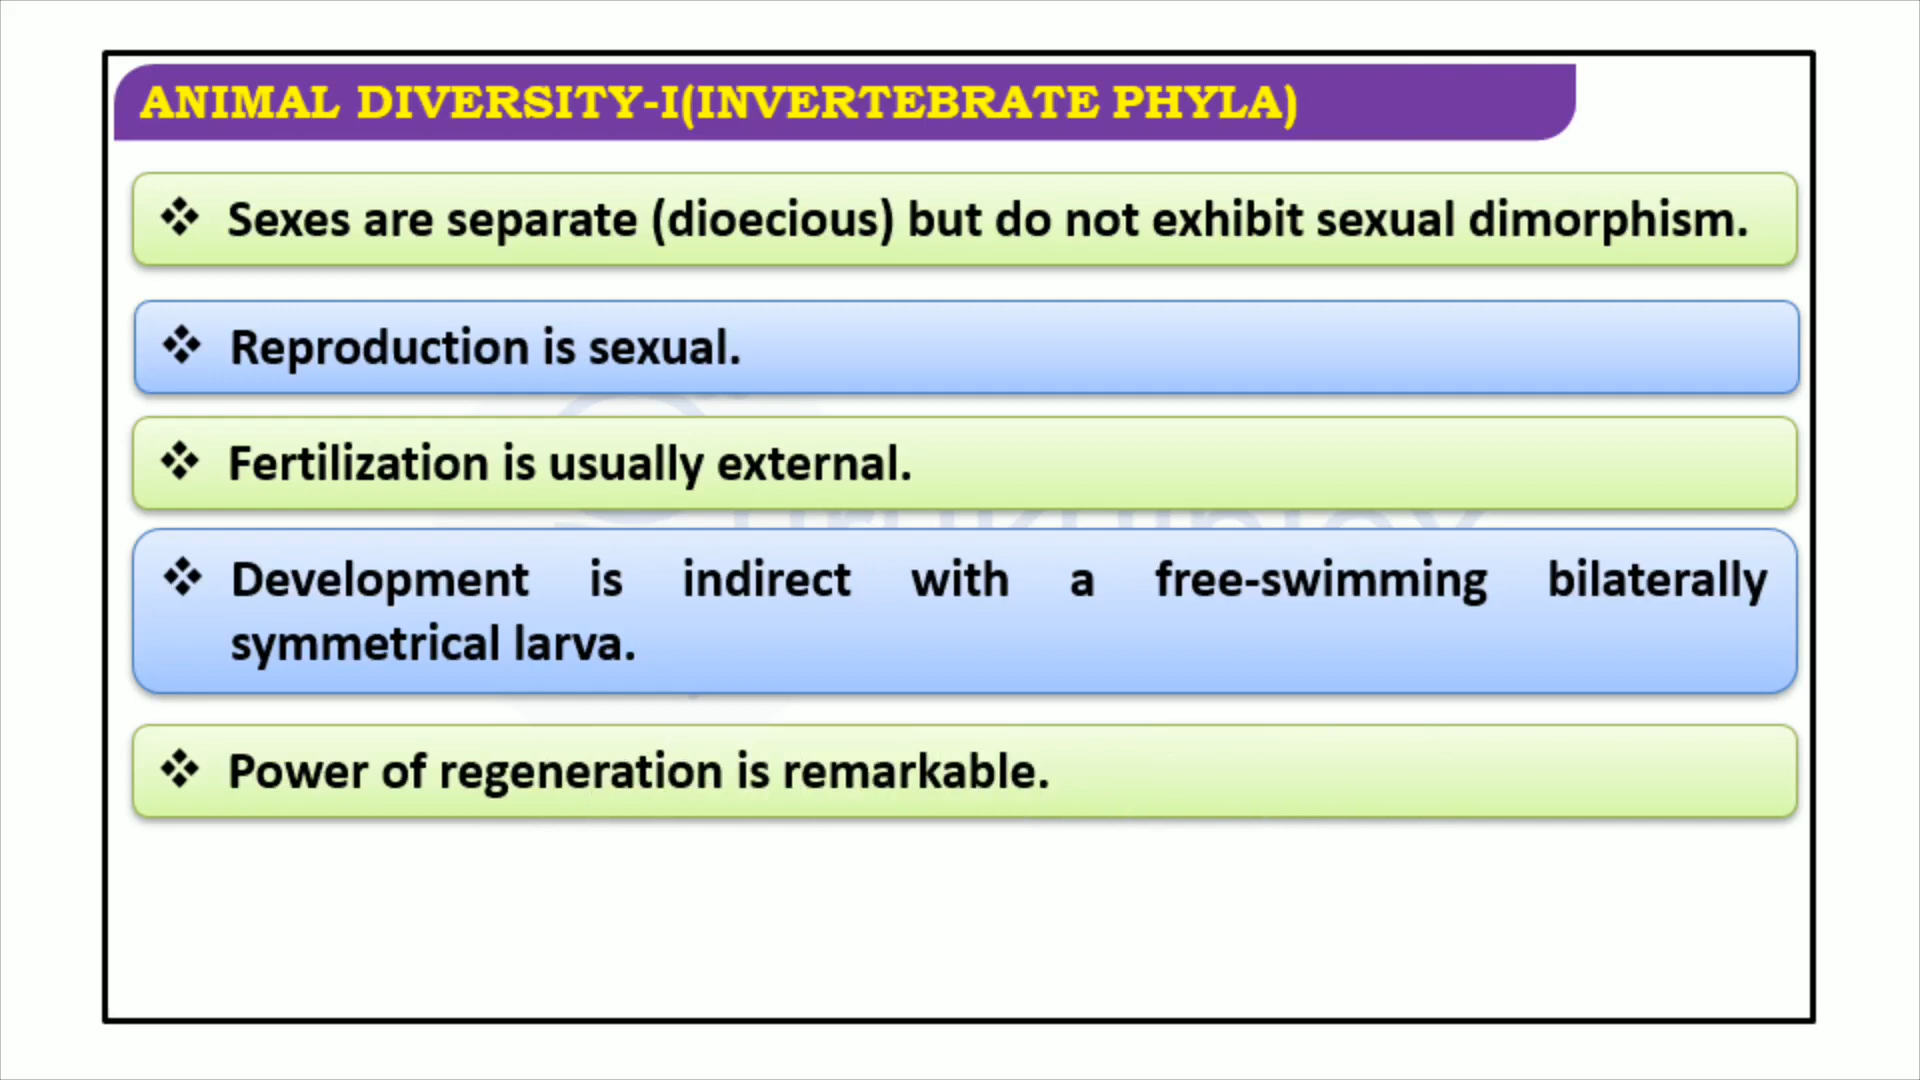 ANIMAL DIVERSITY-I(INVERTEBRATE PHYLA)
❖ Sexes are separate (dioecious) but do not exhibit sexual dimorphism.
❖ Reproduction is sexual.
❖ Fertilization is usually external.
❖ Development is indirect with a free-swimming bilaterally
symmetrical larva.
❖ Power of regeneration is remarkable.